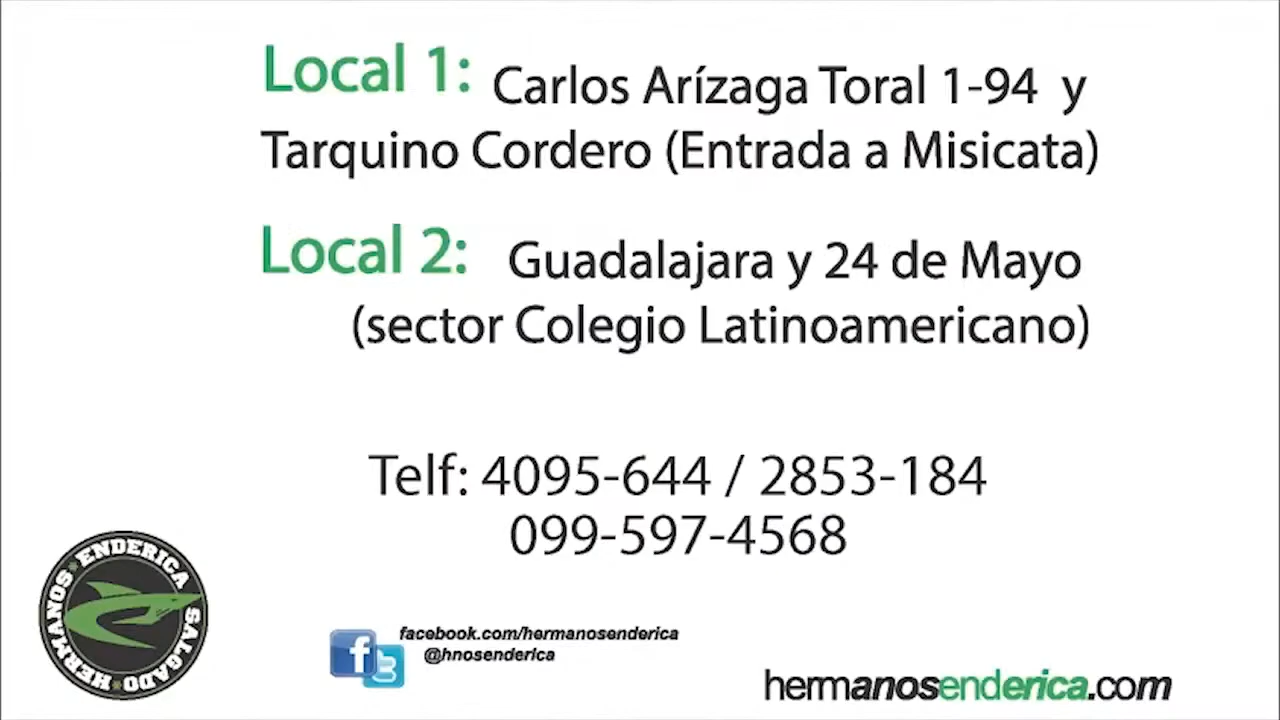 Local 1: Carlos Arízaga Toral 1-94 y
Tarquino Cordero (Entrada a Misicata)
Local 2: Guadalajara y 24 de Mayo
(sector Colegio Latinoamericano)
Telf: 4095-644 / 2853-184
099-597-4568
HERMANOS ENDERICA SALGADO
facebook.com/hermanosenderica
@hnosenderica
hermanosenderica.com